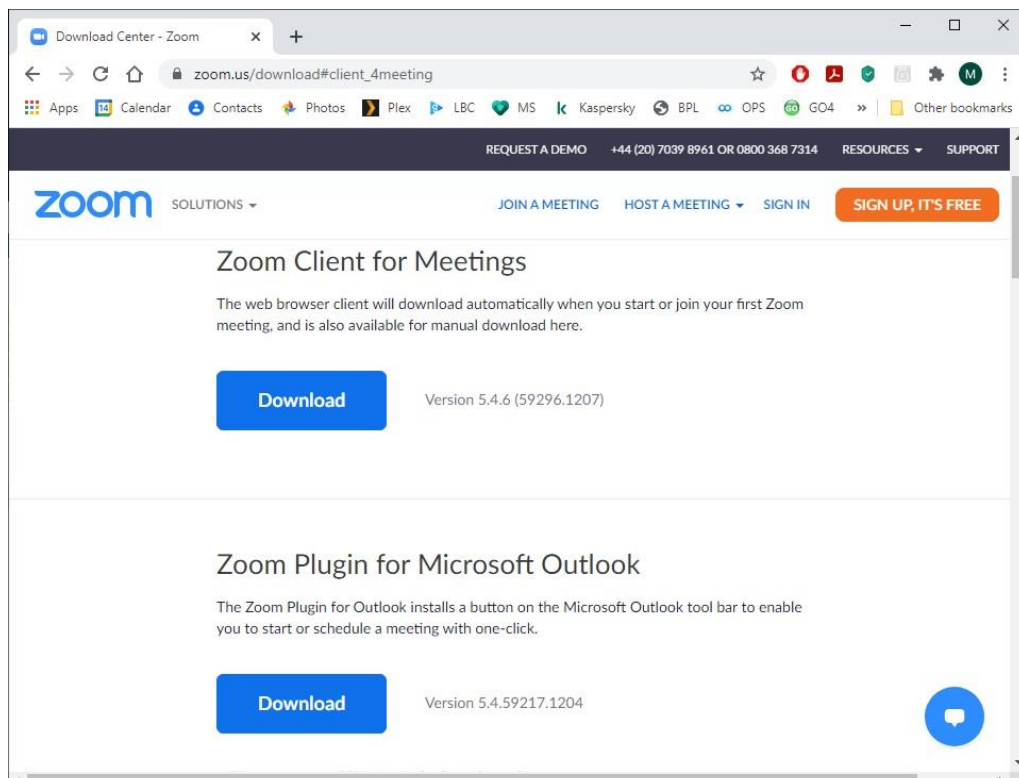 Download Center - Zoom
zoom.us/download#client_4meeting
M
Apps 14 Calendar Contacts Photos Plex LBC MS k Kaspersky BPL OPS GO GO4 » Other bookmarks
REQUEST A DEMO +44 (20) 7039 8961 OR 0800 368 7314 RESOURCES SUPPORT
zoom SOLUTIONS JOIN A MEETING HOST A MEETING SIGN IN SIGN UP, IT'S FREE
Zoom Client for Meetings
The web browser client will download automatically when you start or join your first Zoom
meeting, and is also available for manual download here.
Download Version 5.4.6 (59296.1207)
Zoom Plugin for Microsoft Outlook
The Zoom Plugin for Outlook installs a button on the Microsoft Outlook tool bar to enable
you to start or schedule a meeting with one-click.
Download Version 5.4.59217.1204